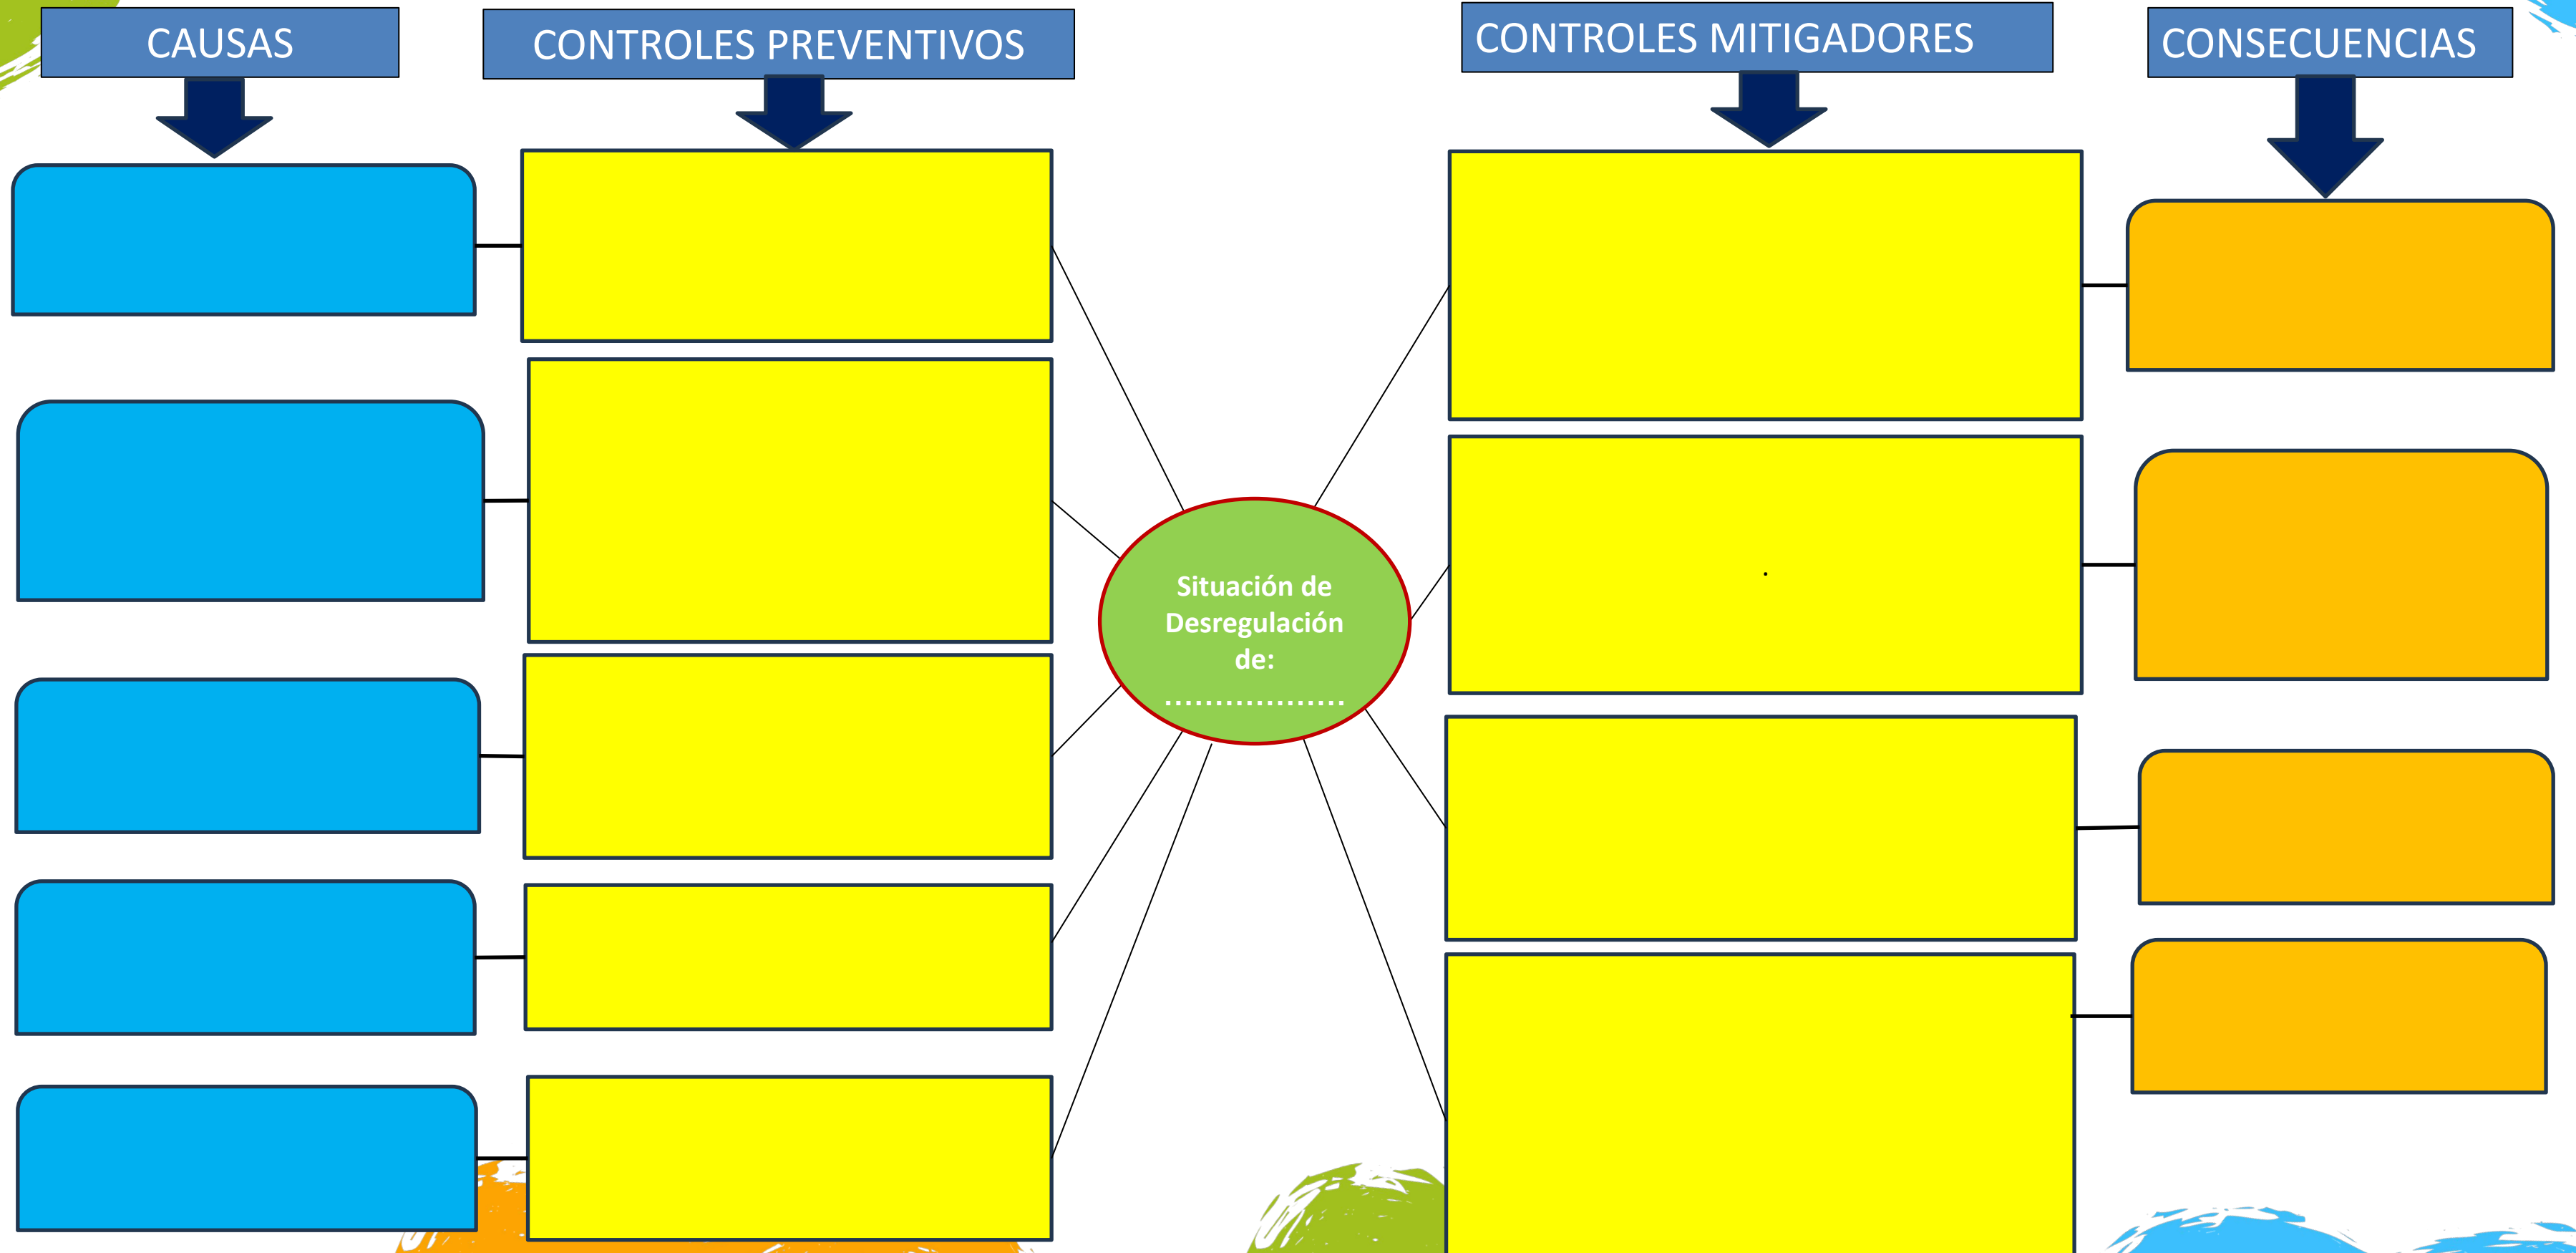 CAUSAS
CONTROLES PREVENTIVOS
CONTROLES MITIGADORES
CONSECUENCIAS
Situación de
Desregulación
de:
..................
.